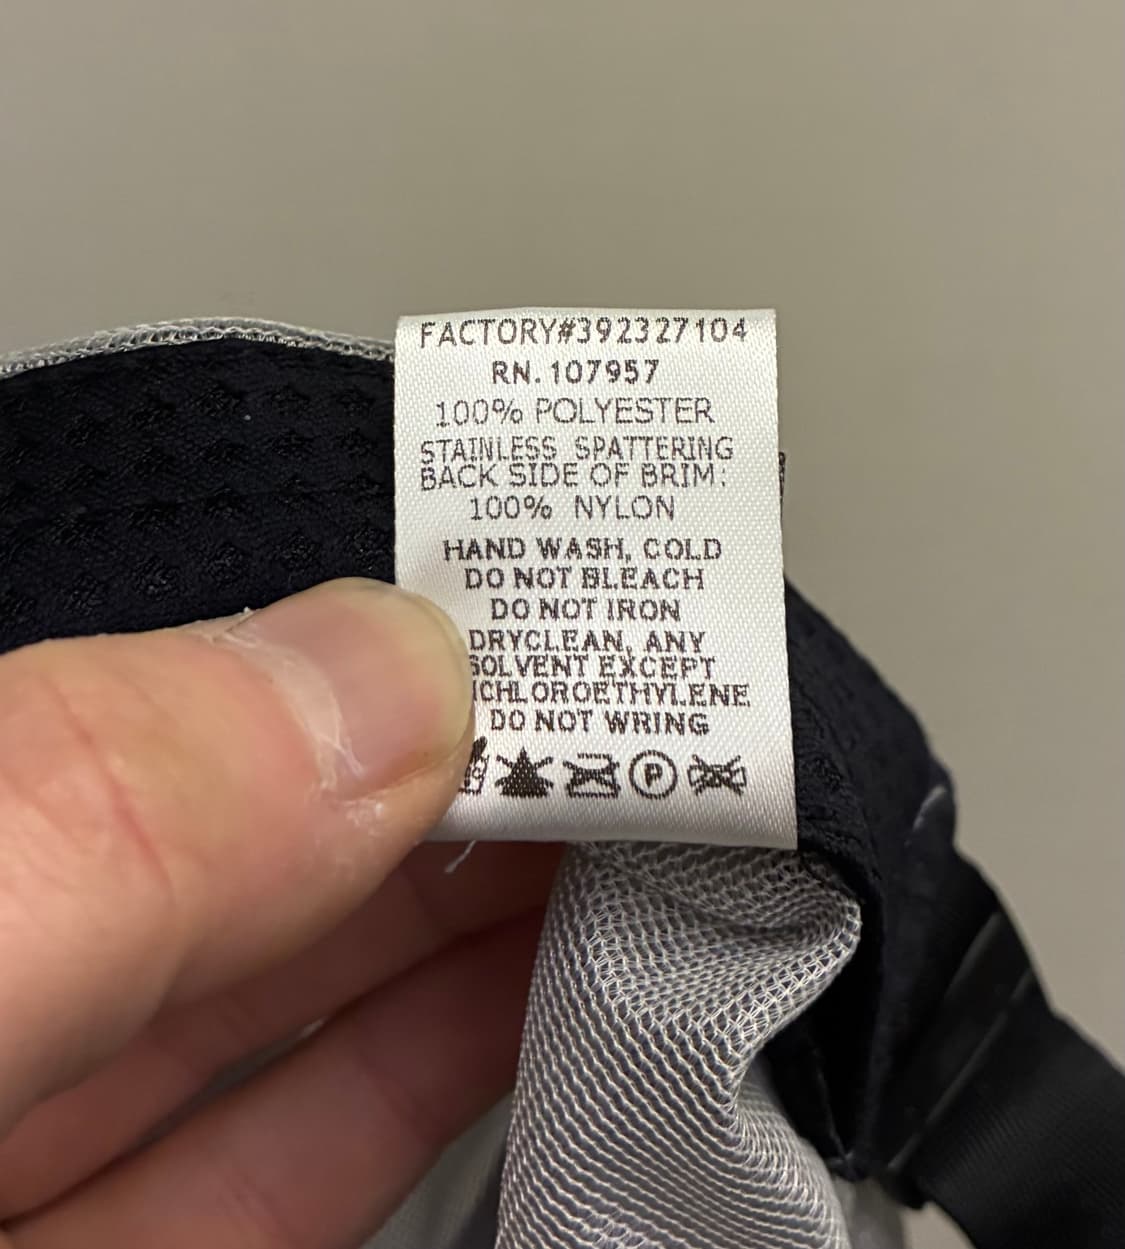 FACTORY#392327104
RN. 107957
100% POLYESTER
STAINLESS SPATTERING
BACK SIDE OF BRIM:
100% NYLON
HAND WASH, COLD
DO NOT BLEACH
DO NOT IRON
DRYCLEAN, ANY
SOLVENT EXCEPT
DO NOT WRING
P